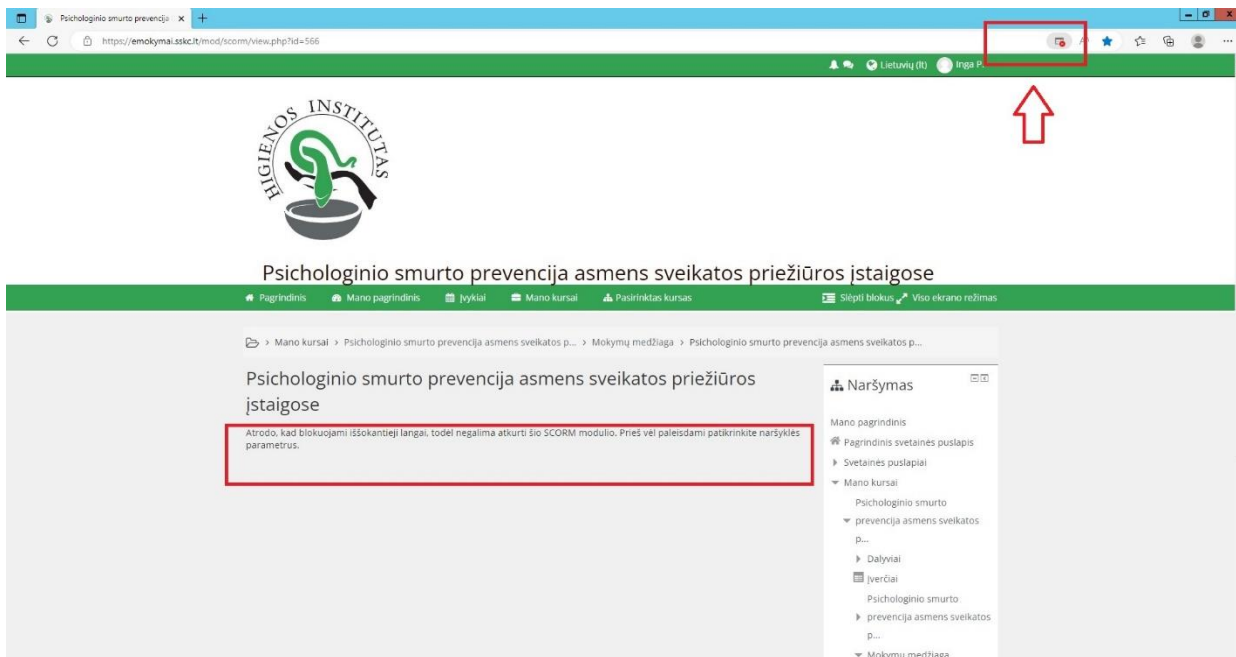 Psichologinio smurto prevencija
https://emokymai.sskc.lt/mod/scorm/view.php?id=566
Lietuvių (lt) Inga P.
HIGIENOS INSTITUTAS
Psichologinio smurto prevencija asmens sveikatos priežiūros įstaigose
Pagrindinis Mano pagrindinis Įvykiai Mano kursai Pasirinktas kursas Slėpti blokus Viso ekrano režimas
Mano kursai › Psichologinio smurto prevencija asmens sveikatos p... › Mokymų medžiaga › Psichologinio smurto prevencija asmens sveikatos p...
Psichologinio smurto prevencija asmens sveikatos priežiūros
įstaigose
Atrodo, kad blokuojami iššokantieji langai, todėl negalima atkurti šio SCORM modulio. Prieš vėl paleisdami patikrinkite naršyklės
parametrus.
Naršymas
Mano pagrindinis
Pagrindinis svetainės puslapis
Svetainės puslapiai
Mano kursai
Psichologinio smurto
prevencija asmens sveikatos
p...
Dalyviai
Įverčiai
Psichologinio smurto
prevencija asmens sveikatos
p...
Mokymų medžiaga